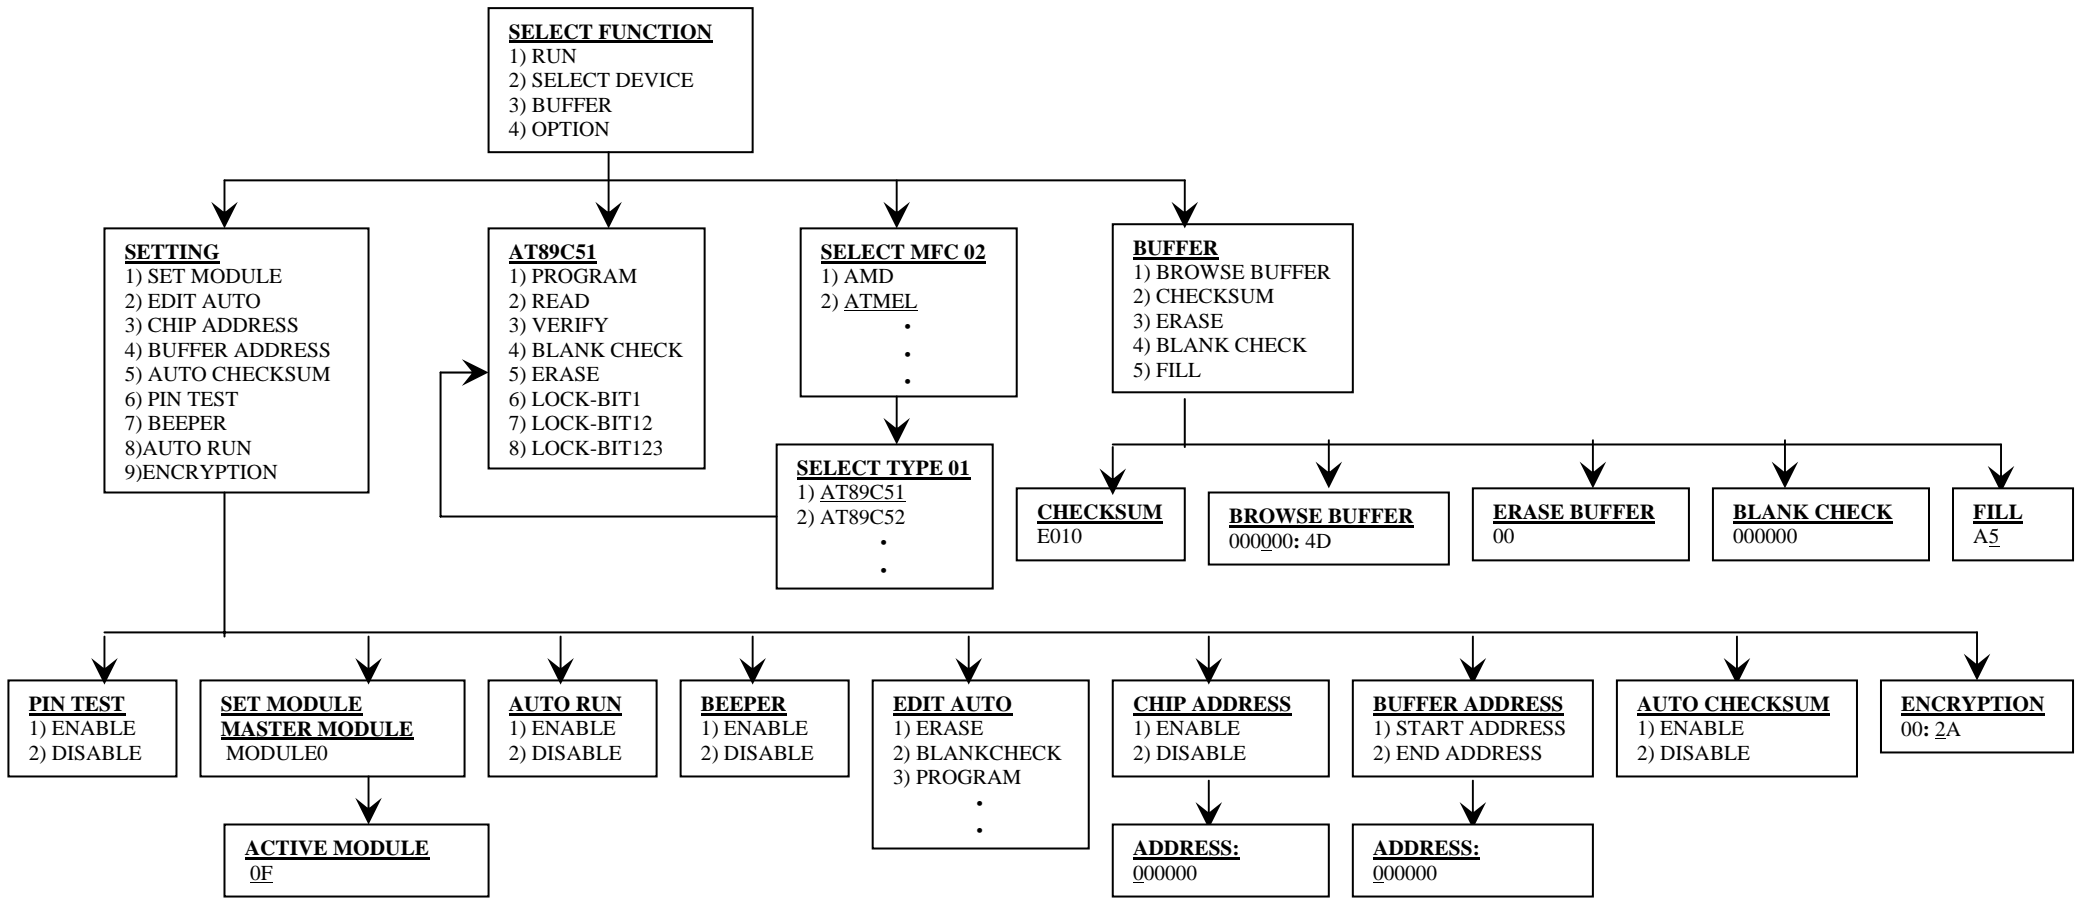 SELECT FUNCTION
1) RUN
2) SELECT DEVICE
3) BUFFER
4) OPTION
SETTING
1) SET MODULE
2) EDIT AUTO
3) CHIP ADDRESS
4) BUFFER ADDRESS
5) AUTO CHECKSUM
6) PIN TEST
7) BEEPER
8)AUTO RUN
9)ENCRYPTION
AT89C51
1) PROGRAM
2) READ
3) VERIFY
4) BLANK CHECK
5) ERASE
6) LOCK-BIT1
7) LOCK-BIT12
8) LOCK-BIT123
SELECT MFC 02
1) AMD
2) ATMEL
SELECT TYPE 01
1) AT89C51
2) AT89C52
BUFFER
1) BROWSE BUFFER
2) CHECKSUM
3) ERASE
4) BLANK CHECK
5) FILL
CHECKSUM
E010
BROWSE BUFFER
000000: 4D
ERASE BUFFER
00
BLANK CHECK
000000
FILL
A5
PIN TEST
1) ENABLE
2) DISABLE
SET MODULE
MASTER MODULE
MODULE0
ACTIVE MODULE
0F
AUTO RUN
1) ENABLE
2) DISABLE
BEEPER
1) ENABLE
2) DISABLE
EDIT AUTO
1) ERASE
2) BLANKCHECK
3) PROGRAM
CHIP ADDRESS
1) ENABLE
2) DISABLE
ADDRESS:
000000
BUFFER ADDRESS
1) START ADDRESS
2) END ADDRESS
ADDRESS:
000000
AUTO CHECKSUM
1) ENABLE
2) DISABLE
ENCRYPTION
00: 2A